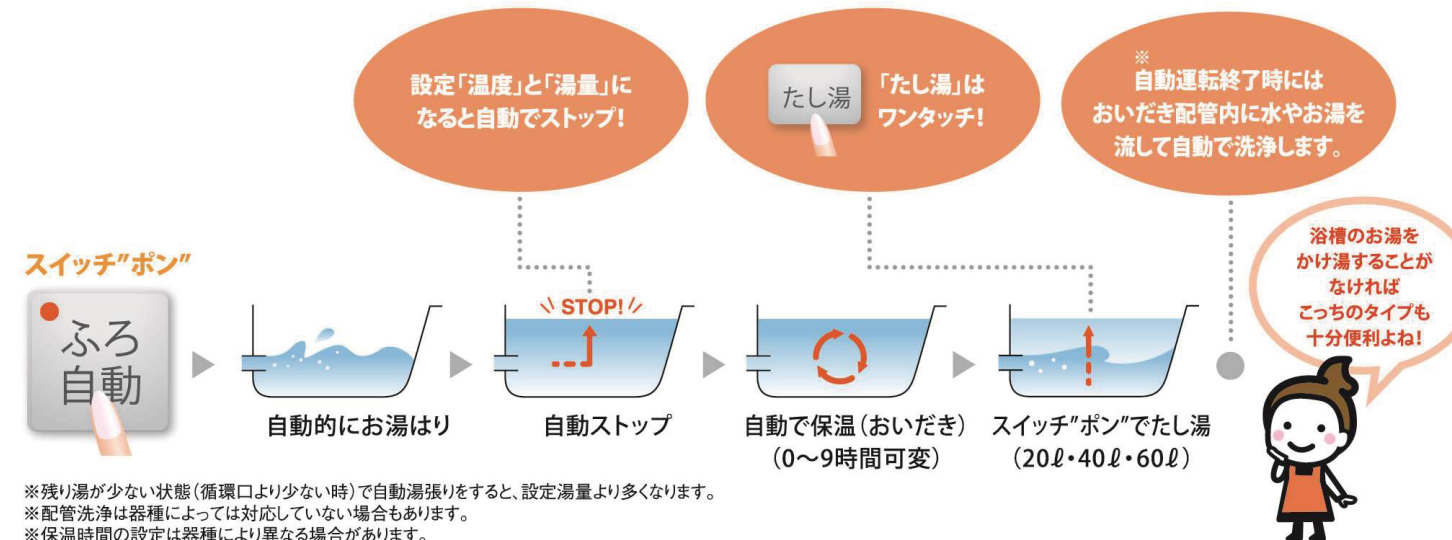 設定「温度」と「湯量」に
なると自動でストップ!
たし湯
「たし湯」は
ワンタッチ!
※
自動運転終了時には
おいだき配管内に水やお湯を
流して自動で洗浄します。
浴槽のお湯を
かけ湯することが
なければ
こっちのタイプも
十分便利よね!
スイッチ"ポン"
ふろ
自動
STOP!
自動的にお湯はり
自動ストップ
自動で保温(おいだき)
(0〜9時間可変)
スイッチ"ポン"でたし湯
(20ℓ・40ℓ・60ℓ)
※残り湯が少ない状態(循環口より少ない時)で自動湯張りをすると、設定湯量より多くなります。
※配管洗浄は器種によっては対応していない場合もあります。
※保温時間の設定は器種により異なる場合があります。